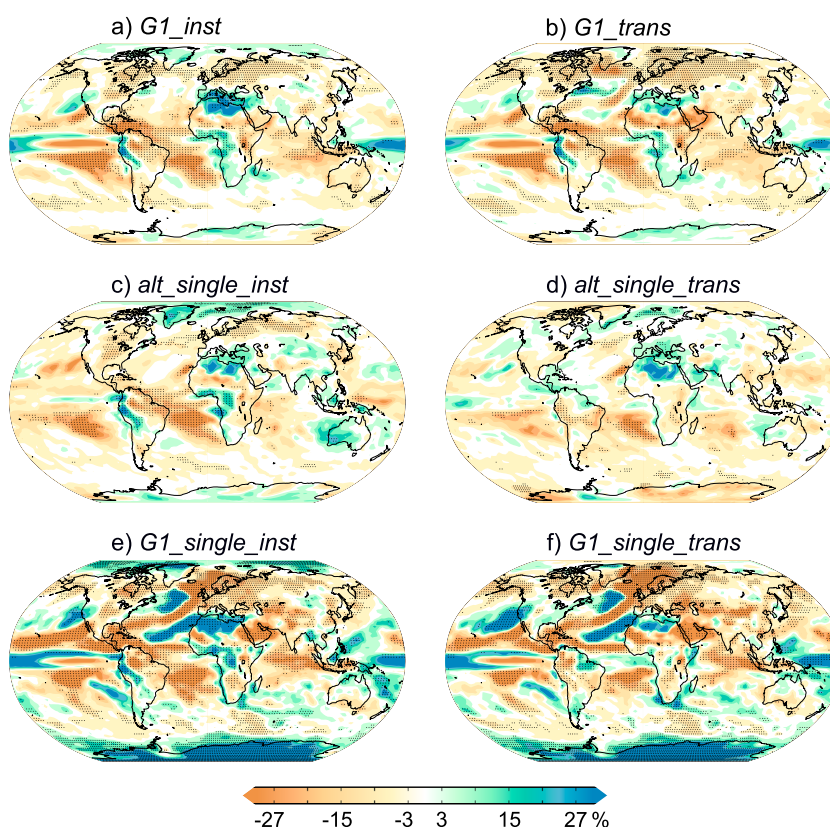 a) G1_inst
b) G1_trans
c) alt_single_inst
d) alt_single_trans
e) G1_single_inst
f) G1_single_trans
-27 -15 -3 3 15 27 %